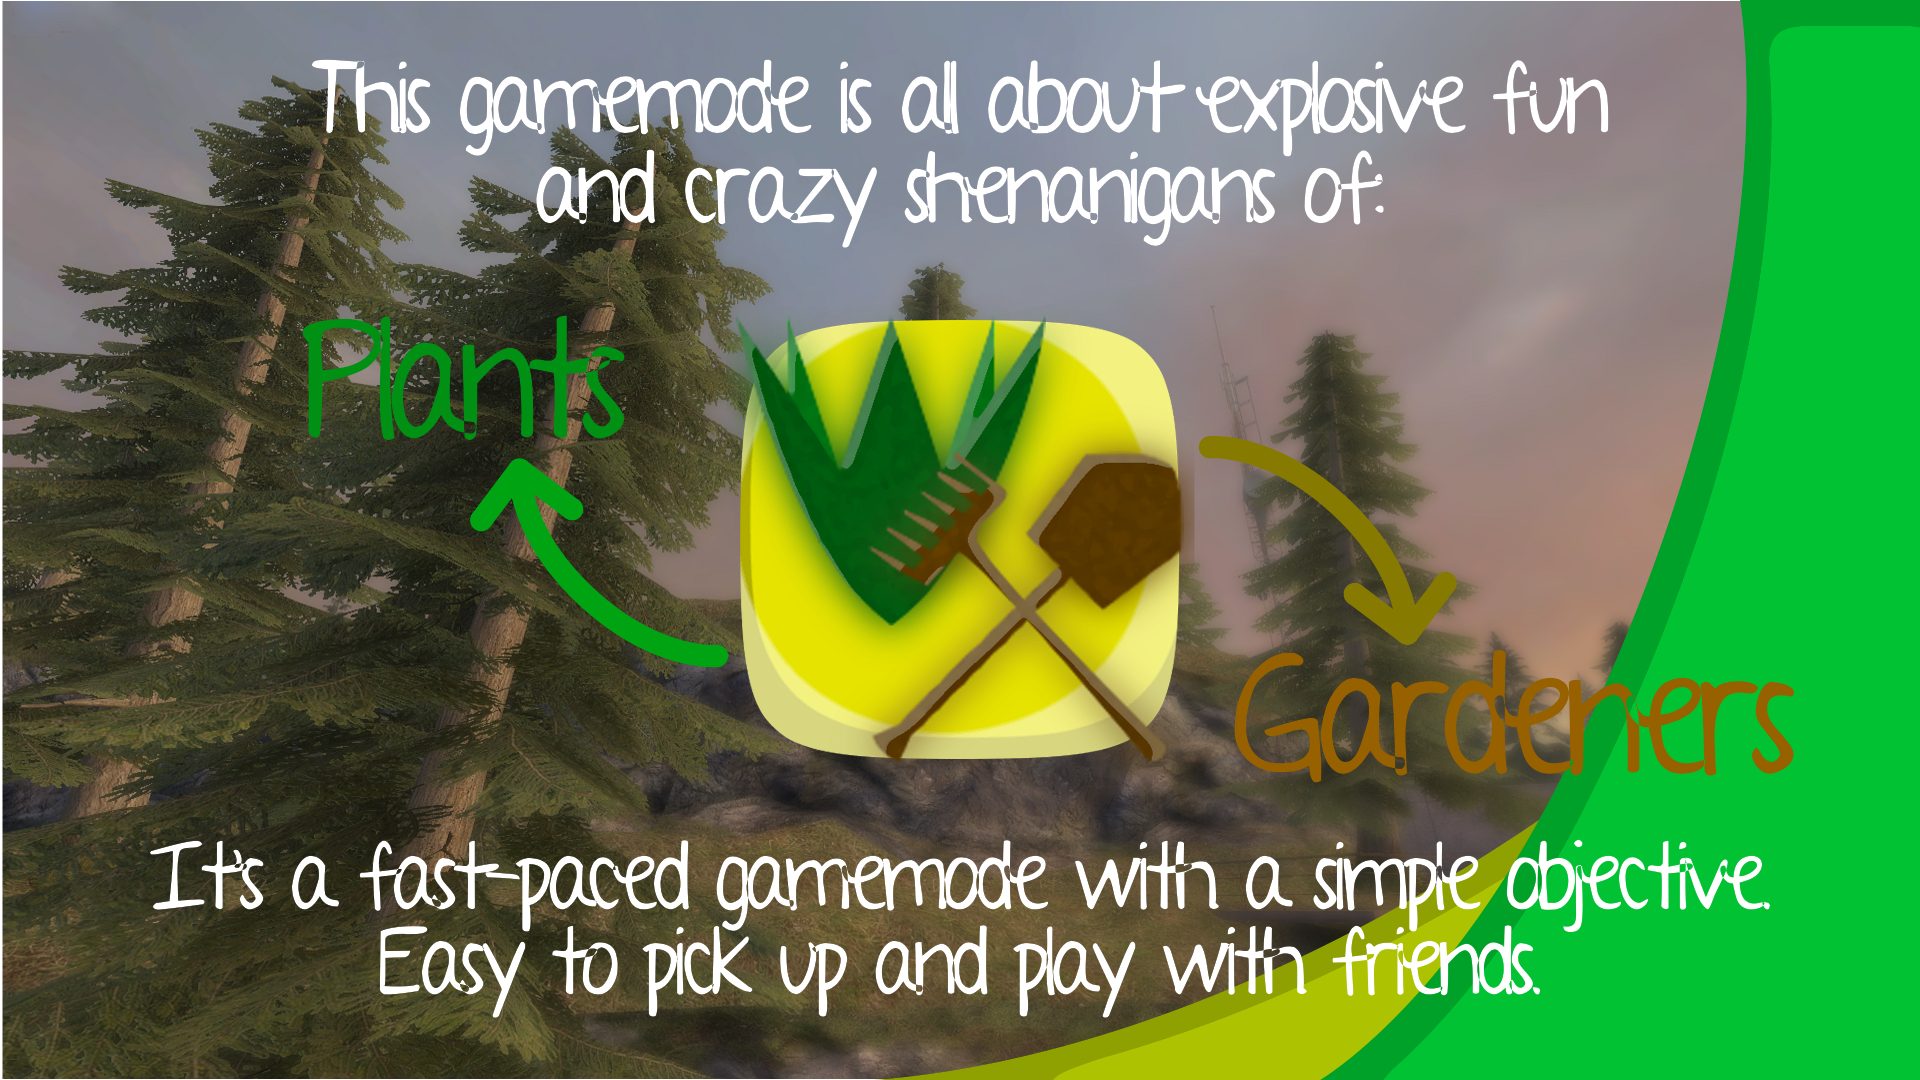 This gamemode is all about explosive fun
and crazy shenanigans of:
Plants
Gardeners
It's a fast-paced gamemode with a simple objective.
Easy to pick up and play with friends.